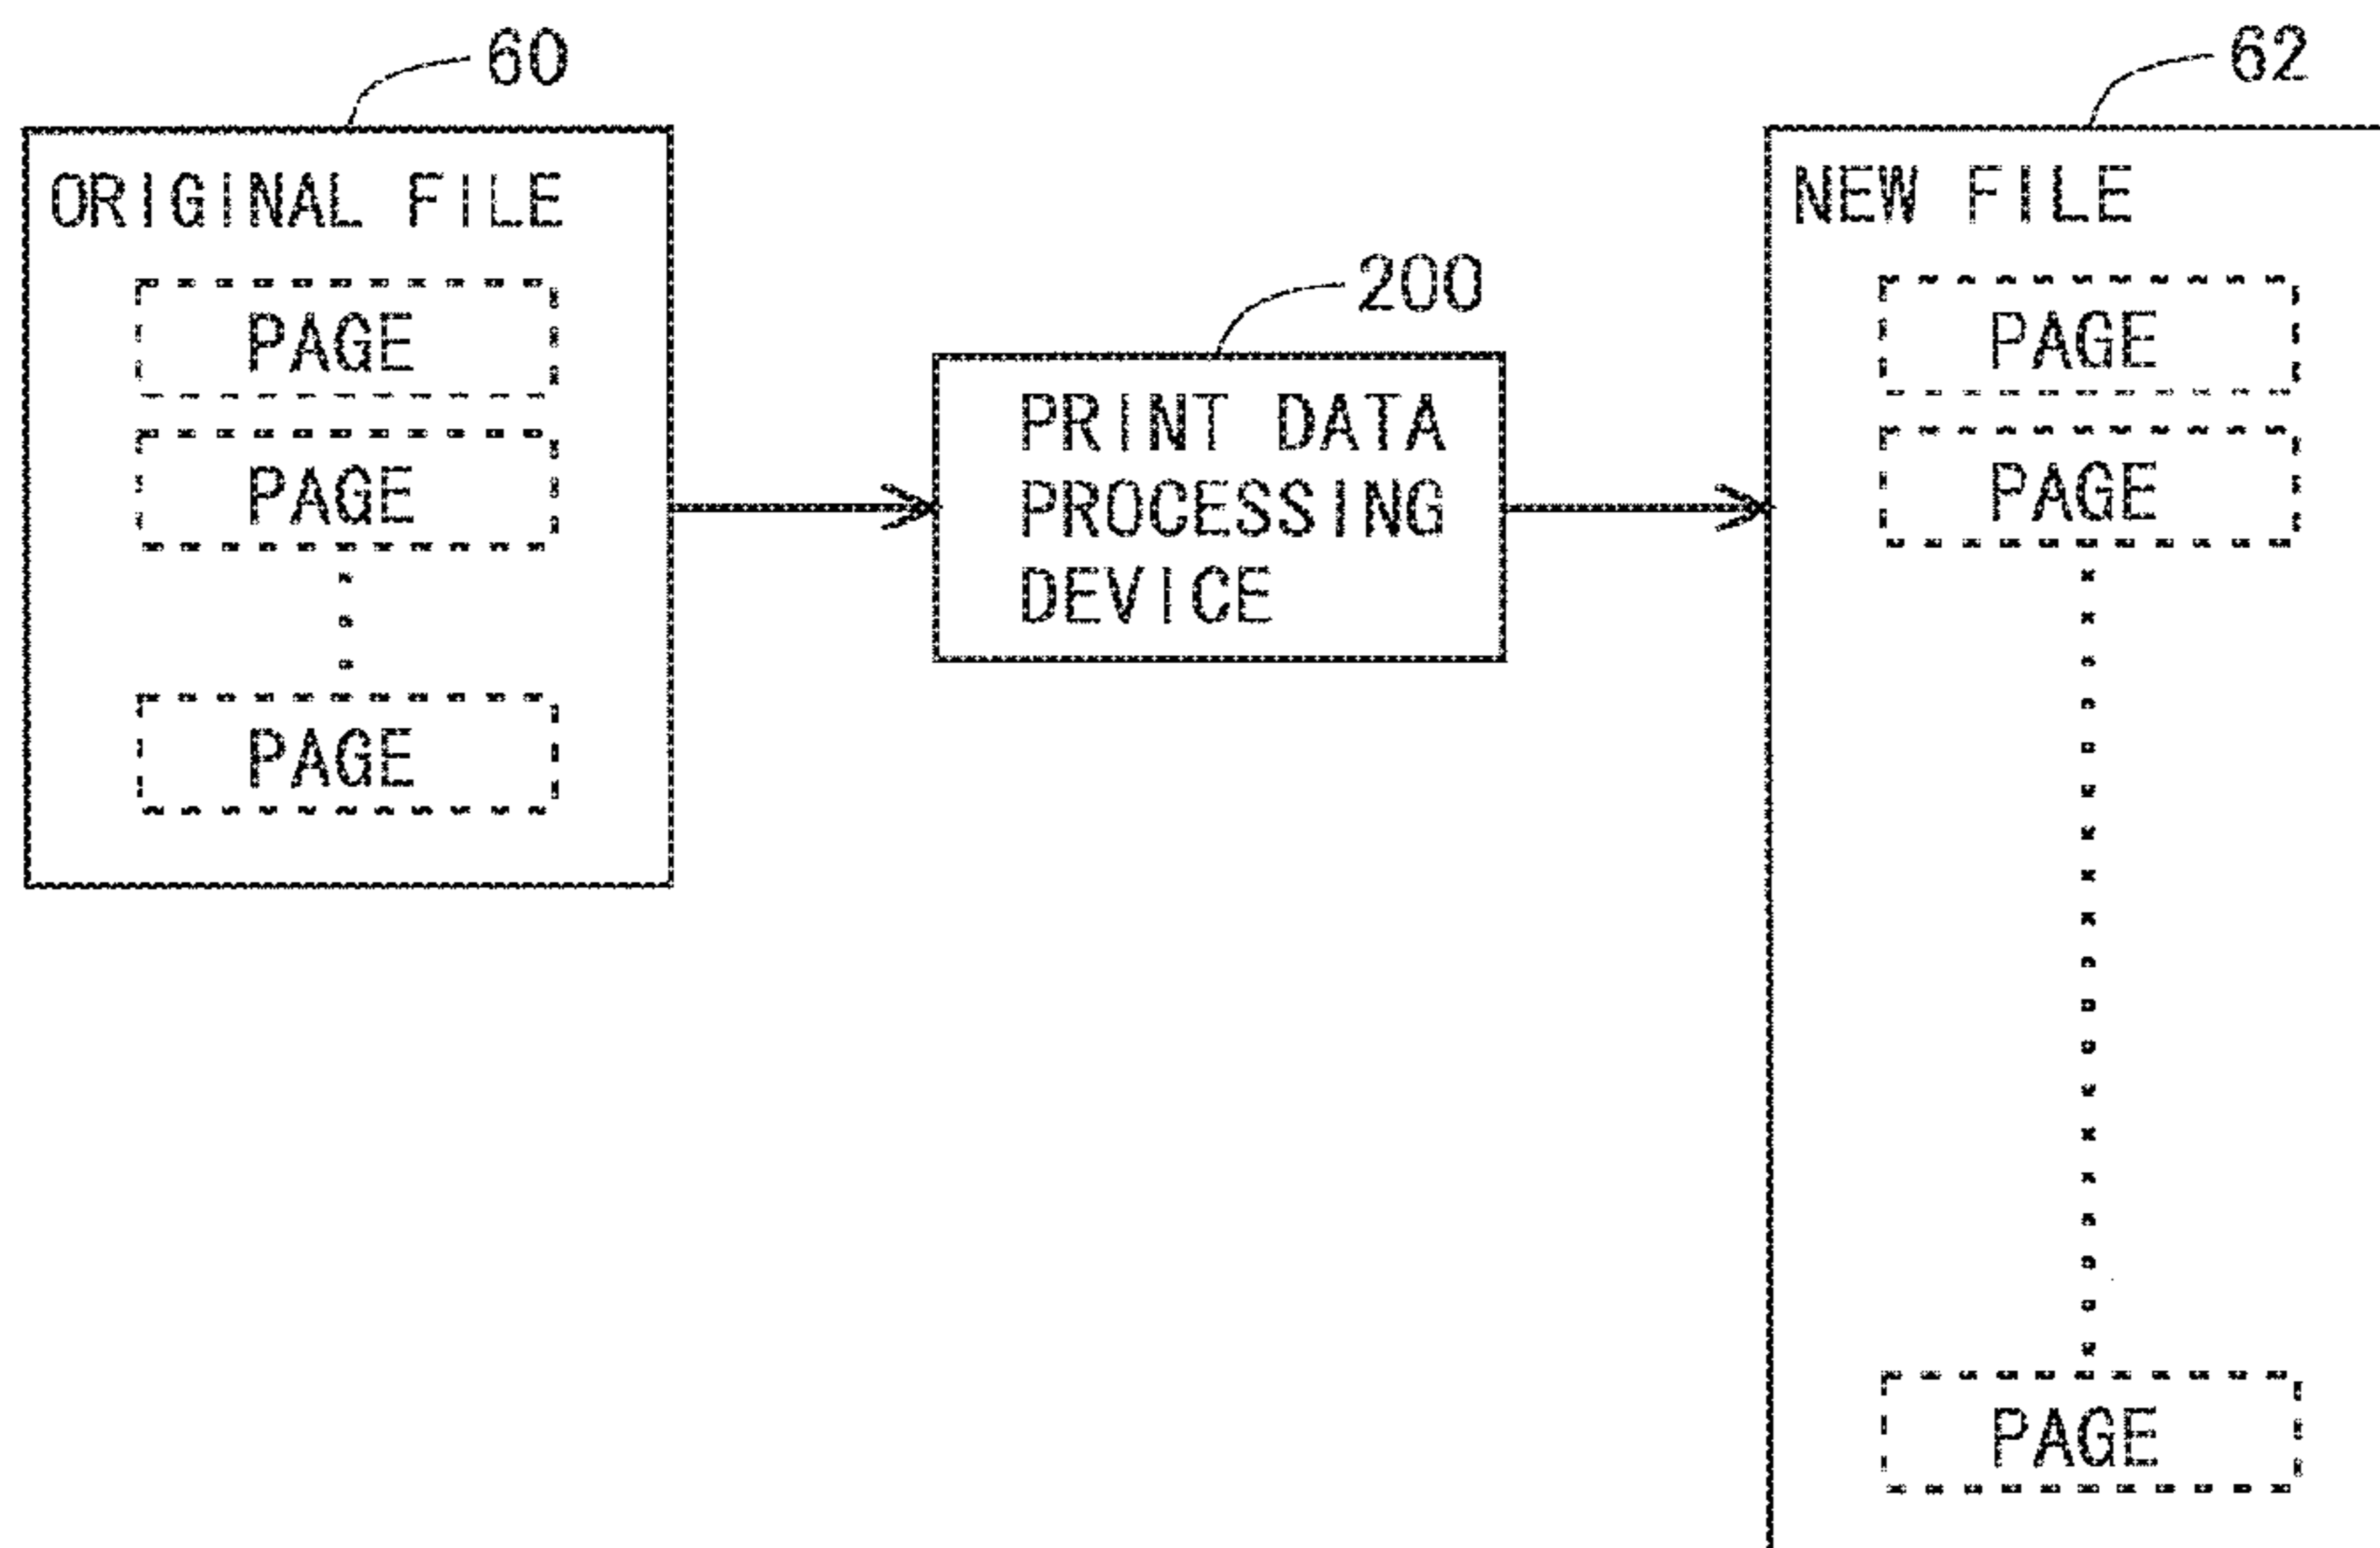 60
ORIGINAL FILE
PAGE
PAGE
PAGE
200
PRINT DATA
PROCESSING
DEVICE
62
NEW FILE
PAGE
PAGE
PAGE